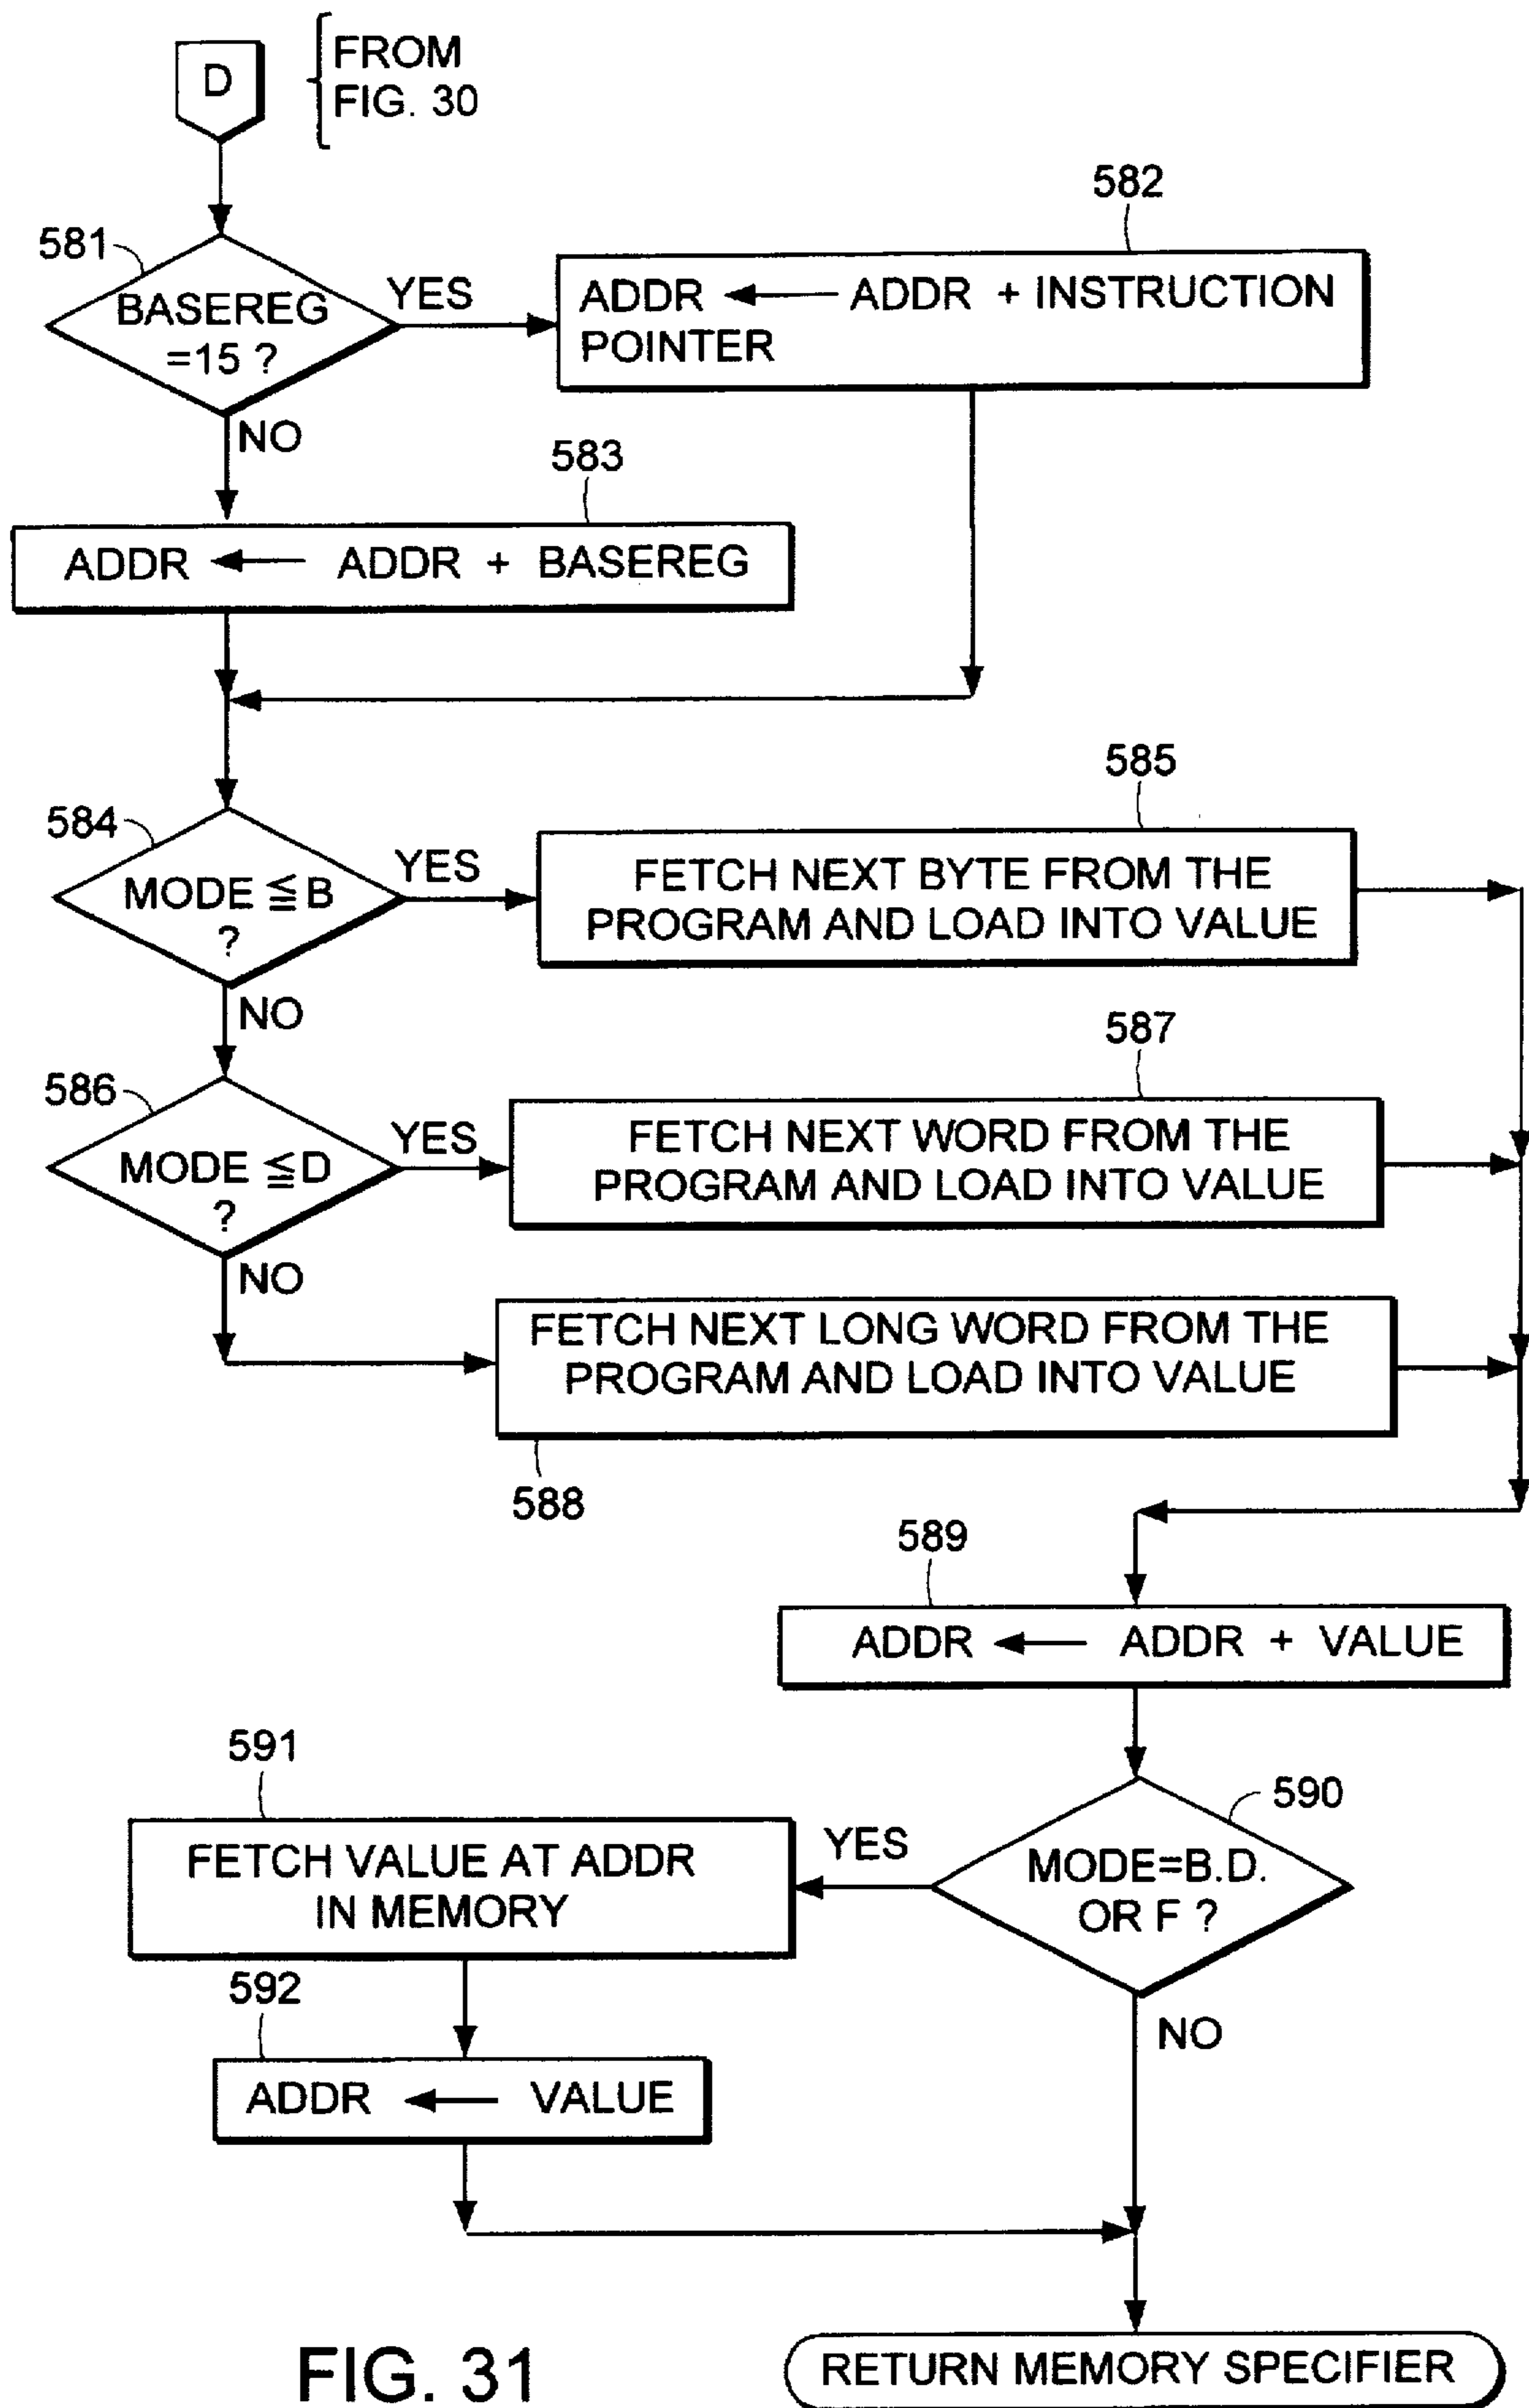 D
FROM
FIG. 30
581
BASEREG
=15 ?
YES
NO
582
ADDR ← ADDR + INSTRUCTION
POINTER
583
ADDR ← ADDR + BASEREG
584
MODE ≦ B
?
YES
NO
585
FETCH NEXT BYTE FROM THE
PROGRAM AND LOAD INTO VALUE
586
MODE ≦ D
?
YES
NO
587
FETCH NEXT WORD FROM THE
PROGRAM AND LOAD INTO VALUE
FETCH NEXT LONG WORD FROM THE
PROGRAM AND LOAD INTO VALUE
588
589
ADDR ← ADDR + VALUE
590
MODE=B.D.
OR F ?
YES
NO
591
FETCH VALUE AT ADDR
IN MEMORY
592
ADDR ← VALUE
RETURN MEMORY SPECIFIER
FIG. 31